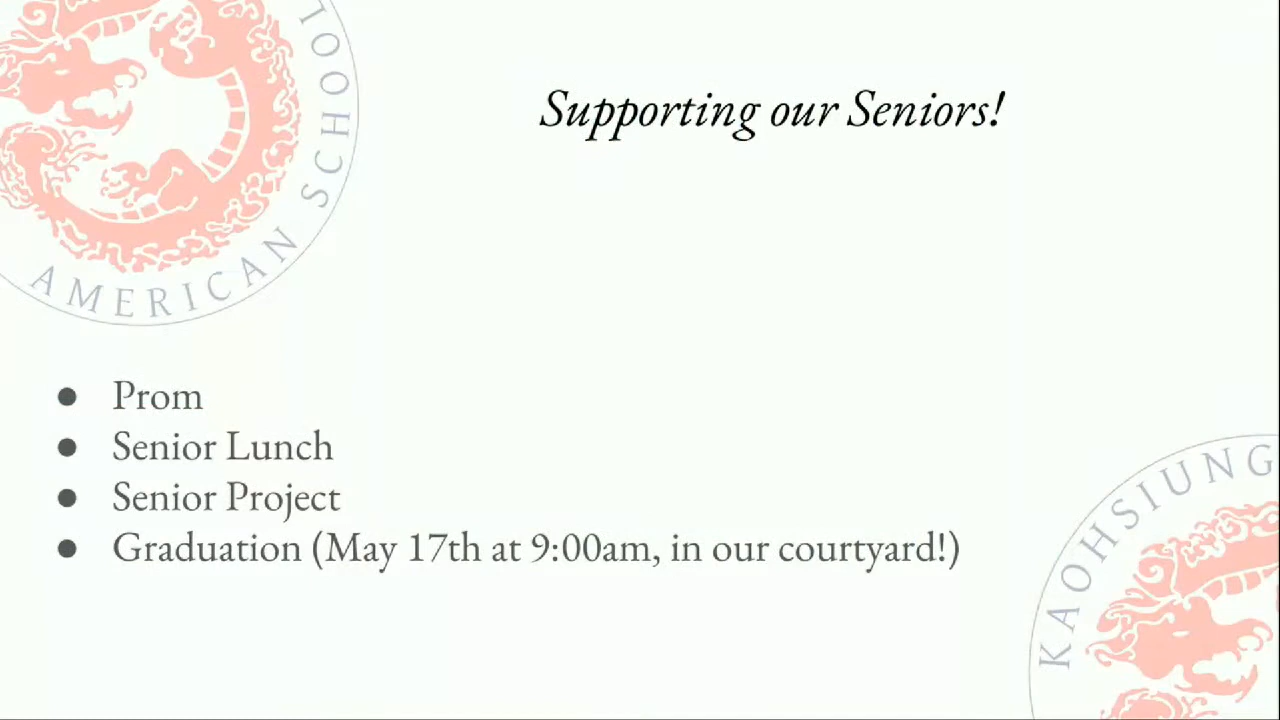 Supporting our Seniors!
AMERICAN SCHOOL
● Prom
● Senior Lunch
● Senior Project
● Graduation (May 17th at 9:00am, in our courtyard!)
KAOHSIUNG